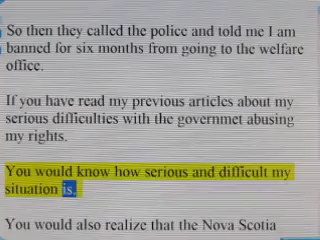 So then they called the police and told me I am
banned for six months from going to the welfare
office.
If you have read my previous articles about my
serious difficulties with the governmet abusing
my rights.
You would know how serious and difficult my
situation is.
You would also realize that the Nova Scotia